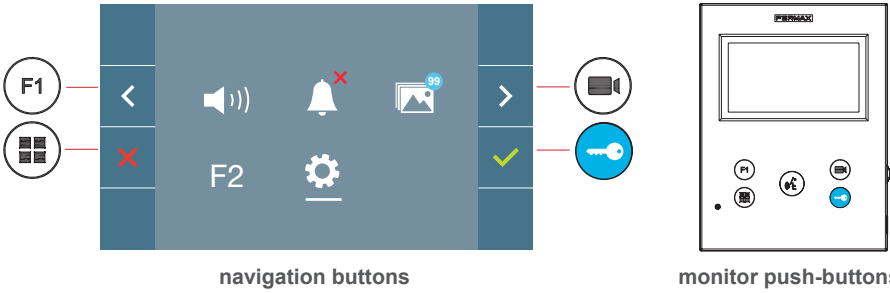 FERMAX
F1
99
F2
F1
navigation buttons
monitor push-buttons